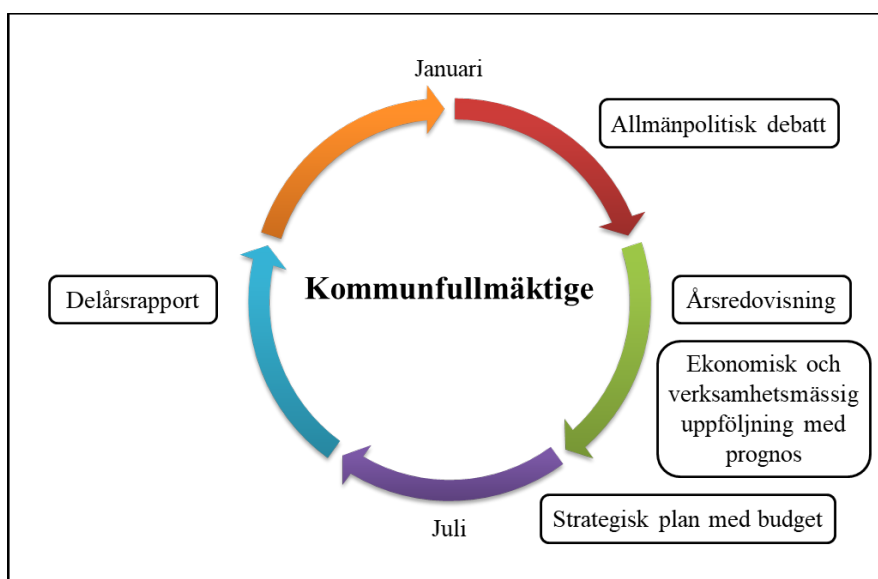 Januari
Allmänpolitisk debatt
Kommunfullmäktige
Delårsrapport
Årsredovisning
Ekonomisk och
verksamhetsmässig
uppföljning med
prognos
Strategisk plan med budget
Juli